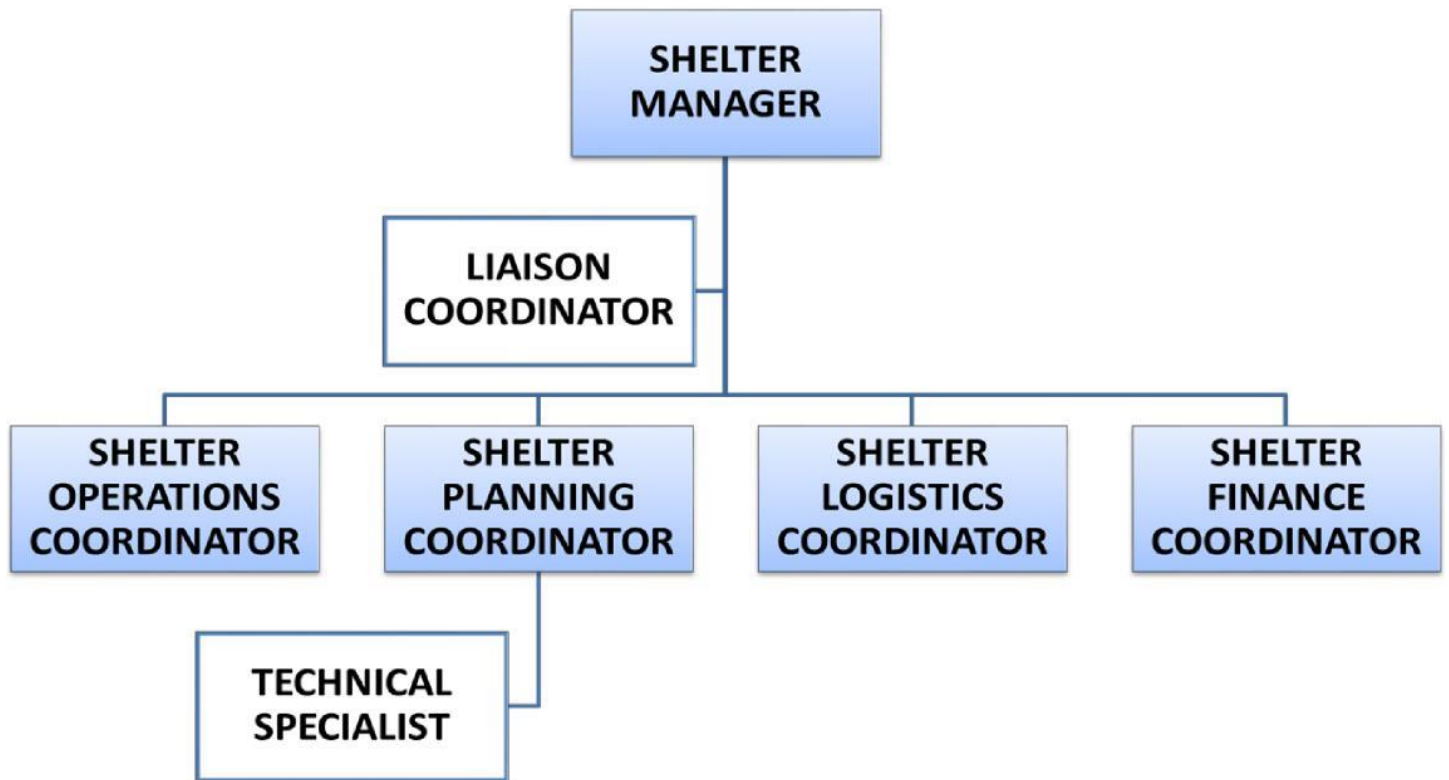 SHELTER
MANAGER
LIAISON
COORDINATOR
SHELTER
OPERATIONS
COORDINATOR
SHELTER
PLANNING
COORDINATOR
SHELTER
LOGISTICS
COORDINATOR
SHELTER
FINANCE
COORDINATOR
TECHNICAL
SPECIALIST